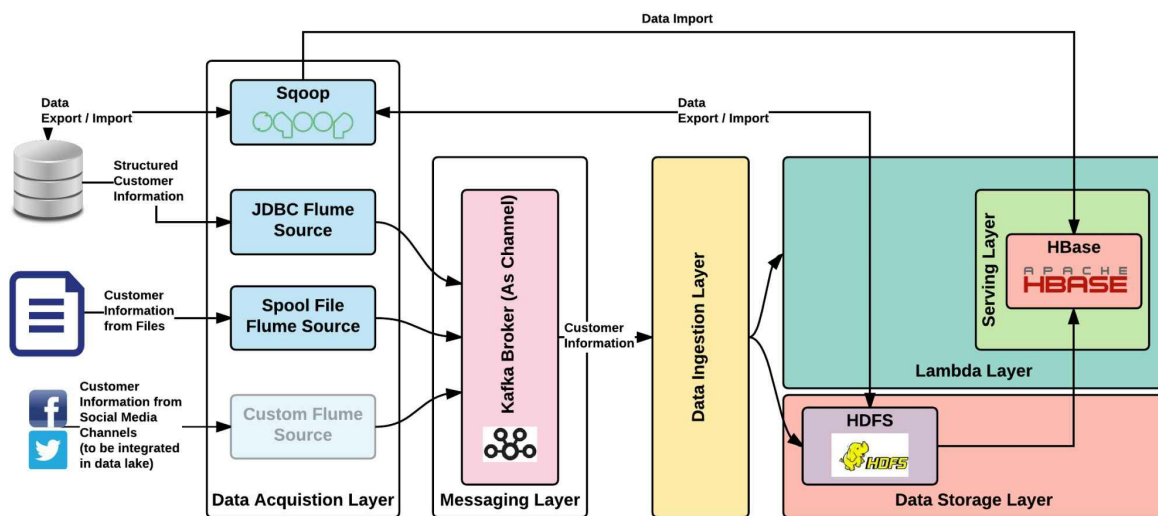 Data Import
Sqoop
sqoop
Data
Export / Import
Data
Export / Import
Structured
Customer
Information
JDBC Flume
Source
Customer
Information
from Files
Spool File
Flume Source
Customer
Information from
Social Media
Channels
(to be integrated
in data lake)
Custom Flume
Source
Data Acquistion Layer
Kafka Broker (As Channel)
Messaging Layer
Customer
Information
Data Ingestion Layer
Serving Layer
HBase
APACHE
HBASE
Lambda Layer
HDFS
HDFS
Data Storage Layer